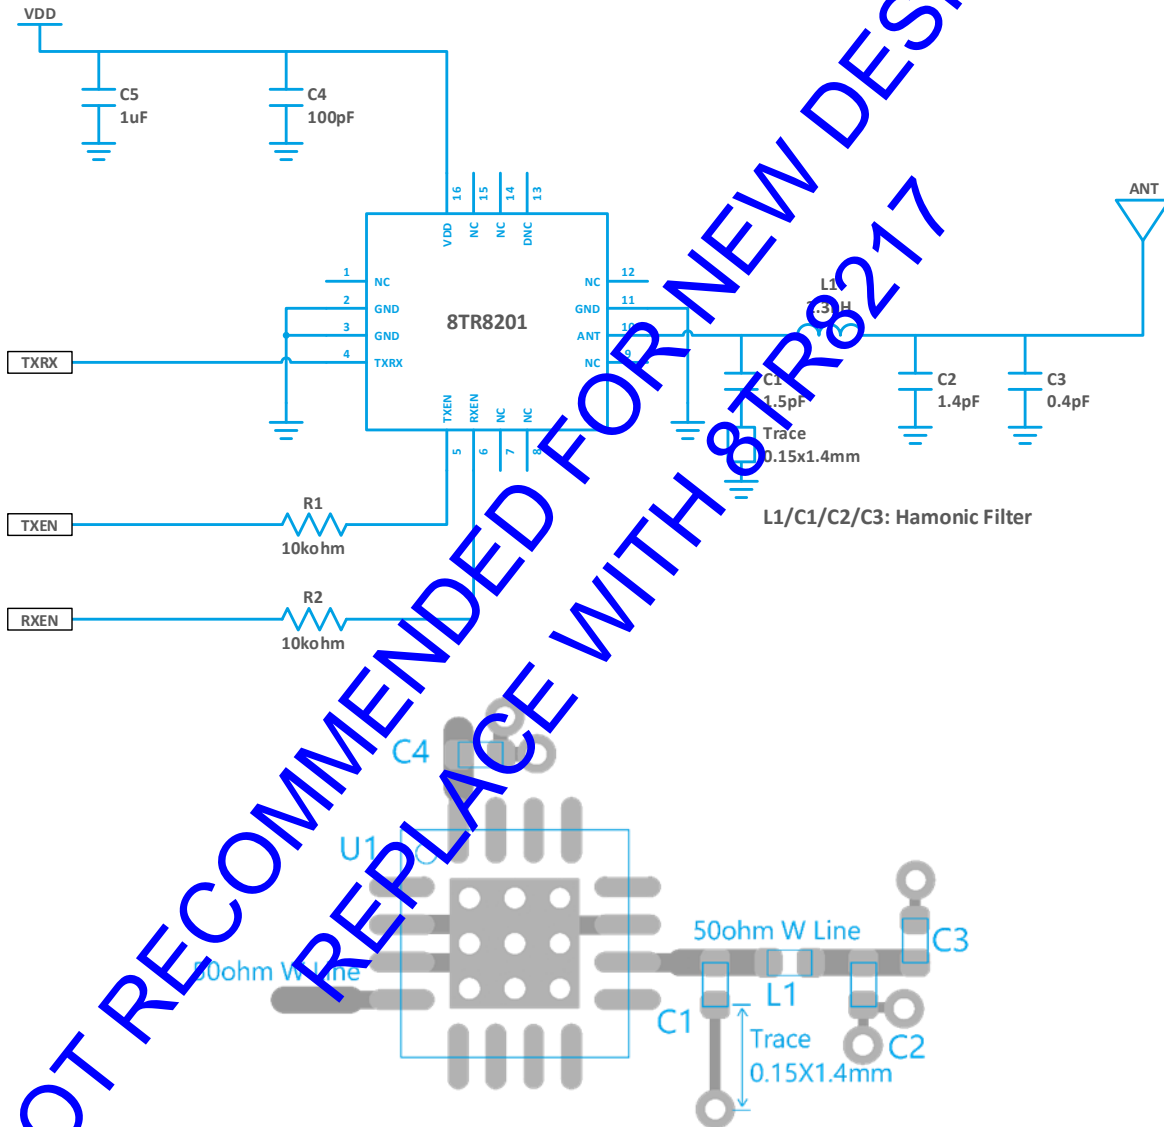 VDD
C5
1uF
C4
100pF
16
15
14
13
VDD
NC
NC
DNC
ANT
1
NC
2
GND
3
GND
4
TXRX
8TR8201
12
NC
11
GND
10
ANT
9
NC
TXRX
L1
C1
1.5pF
Trace
0.15x1.4mm
C2
1.4pF
C3
0.4pF
TXEN
RXEN
NC
NC
5
6
7
8
L1/C1/C2/C3: Hamonic Filter
TXEN
R1
10kohm
RXEN
R2
10kohm
OT RECOMMENDED FOR NEW DESI
REPLACE WITH 8TR8217
C4
U1
50ohm W Line
50ohm W Line
C3
L1
C1
C2
Trace
0.15X1.4mm